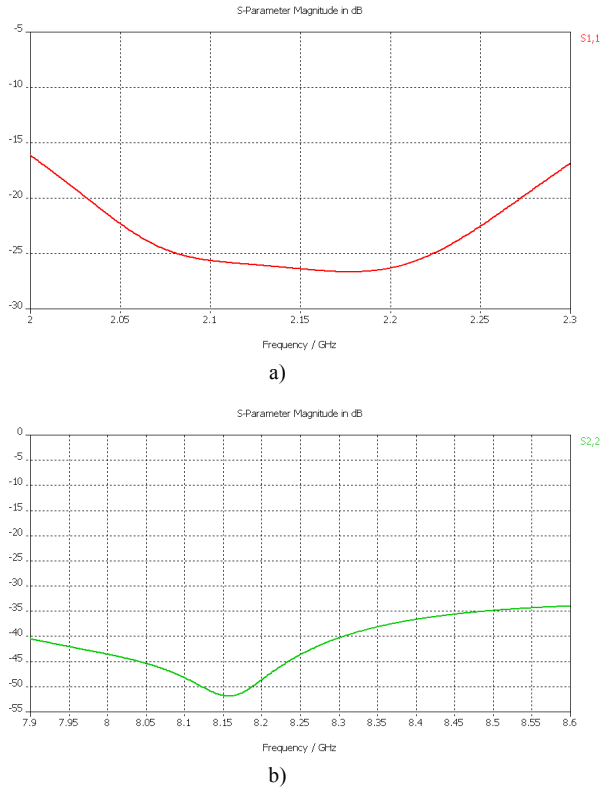 S-Parameter Magnitude in dB
S1,1
-5
-10
-15
-20
-25
-30
2 2.05 2.1 2.15 2.2 2.25 2.3
Frequency / GHz
a)
S-Parameter Magnitude in dB
S2,2
0
-5
-10
-15
-20
-25
-30
-35
-40
-45
-50
-55
7.9 7.95 8 8.05 8.1 8.15 8.2 8.25 8.3 8.35 8.4 8.45 8.5 8.55 8.6
Frequency / GHz
b)